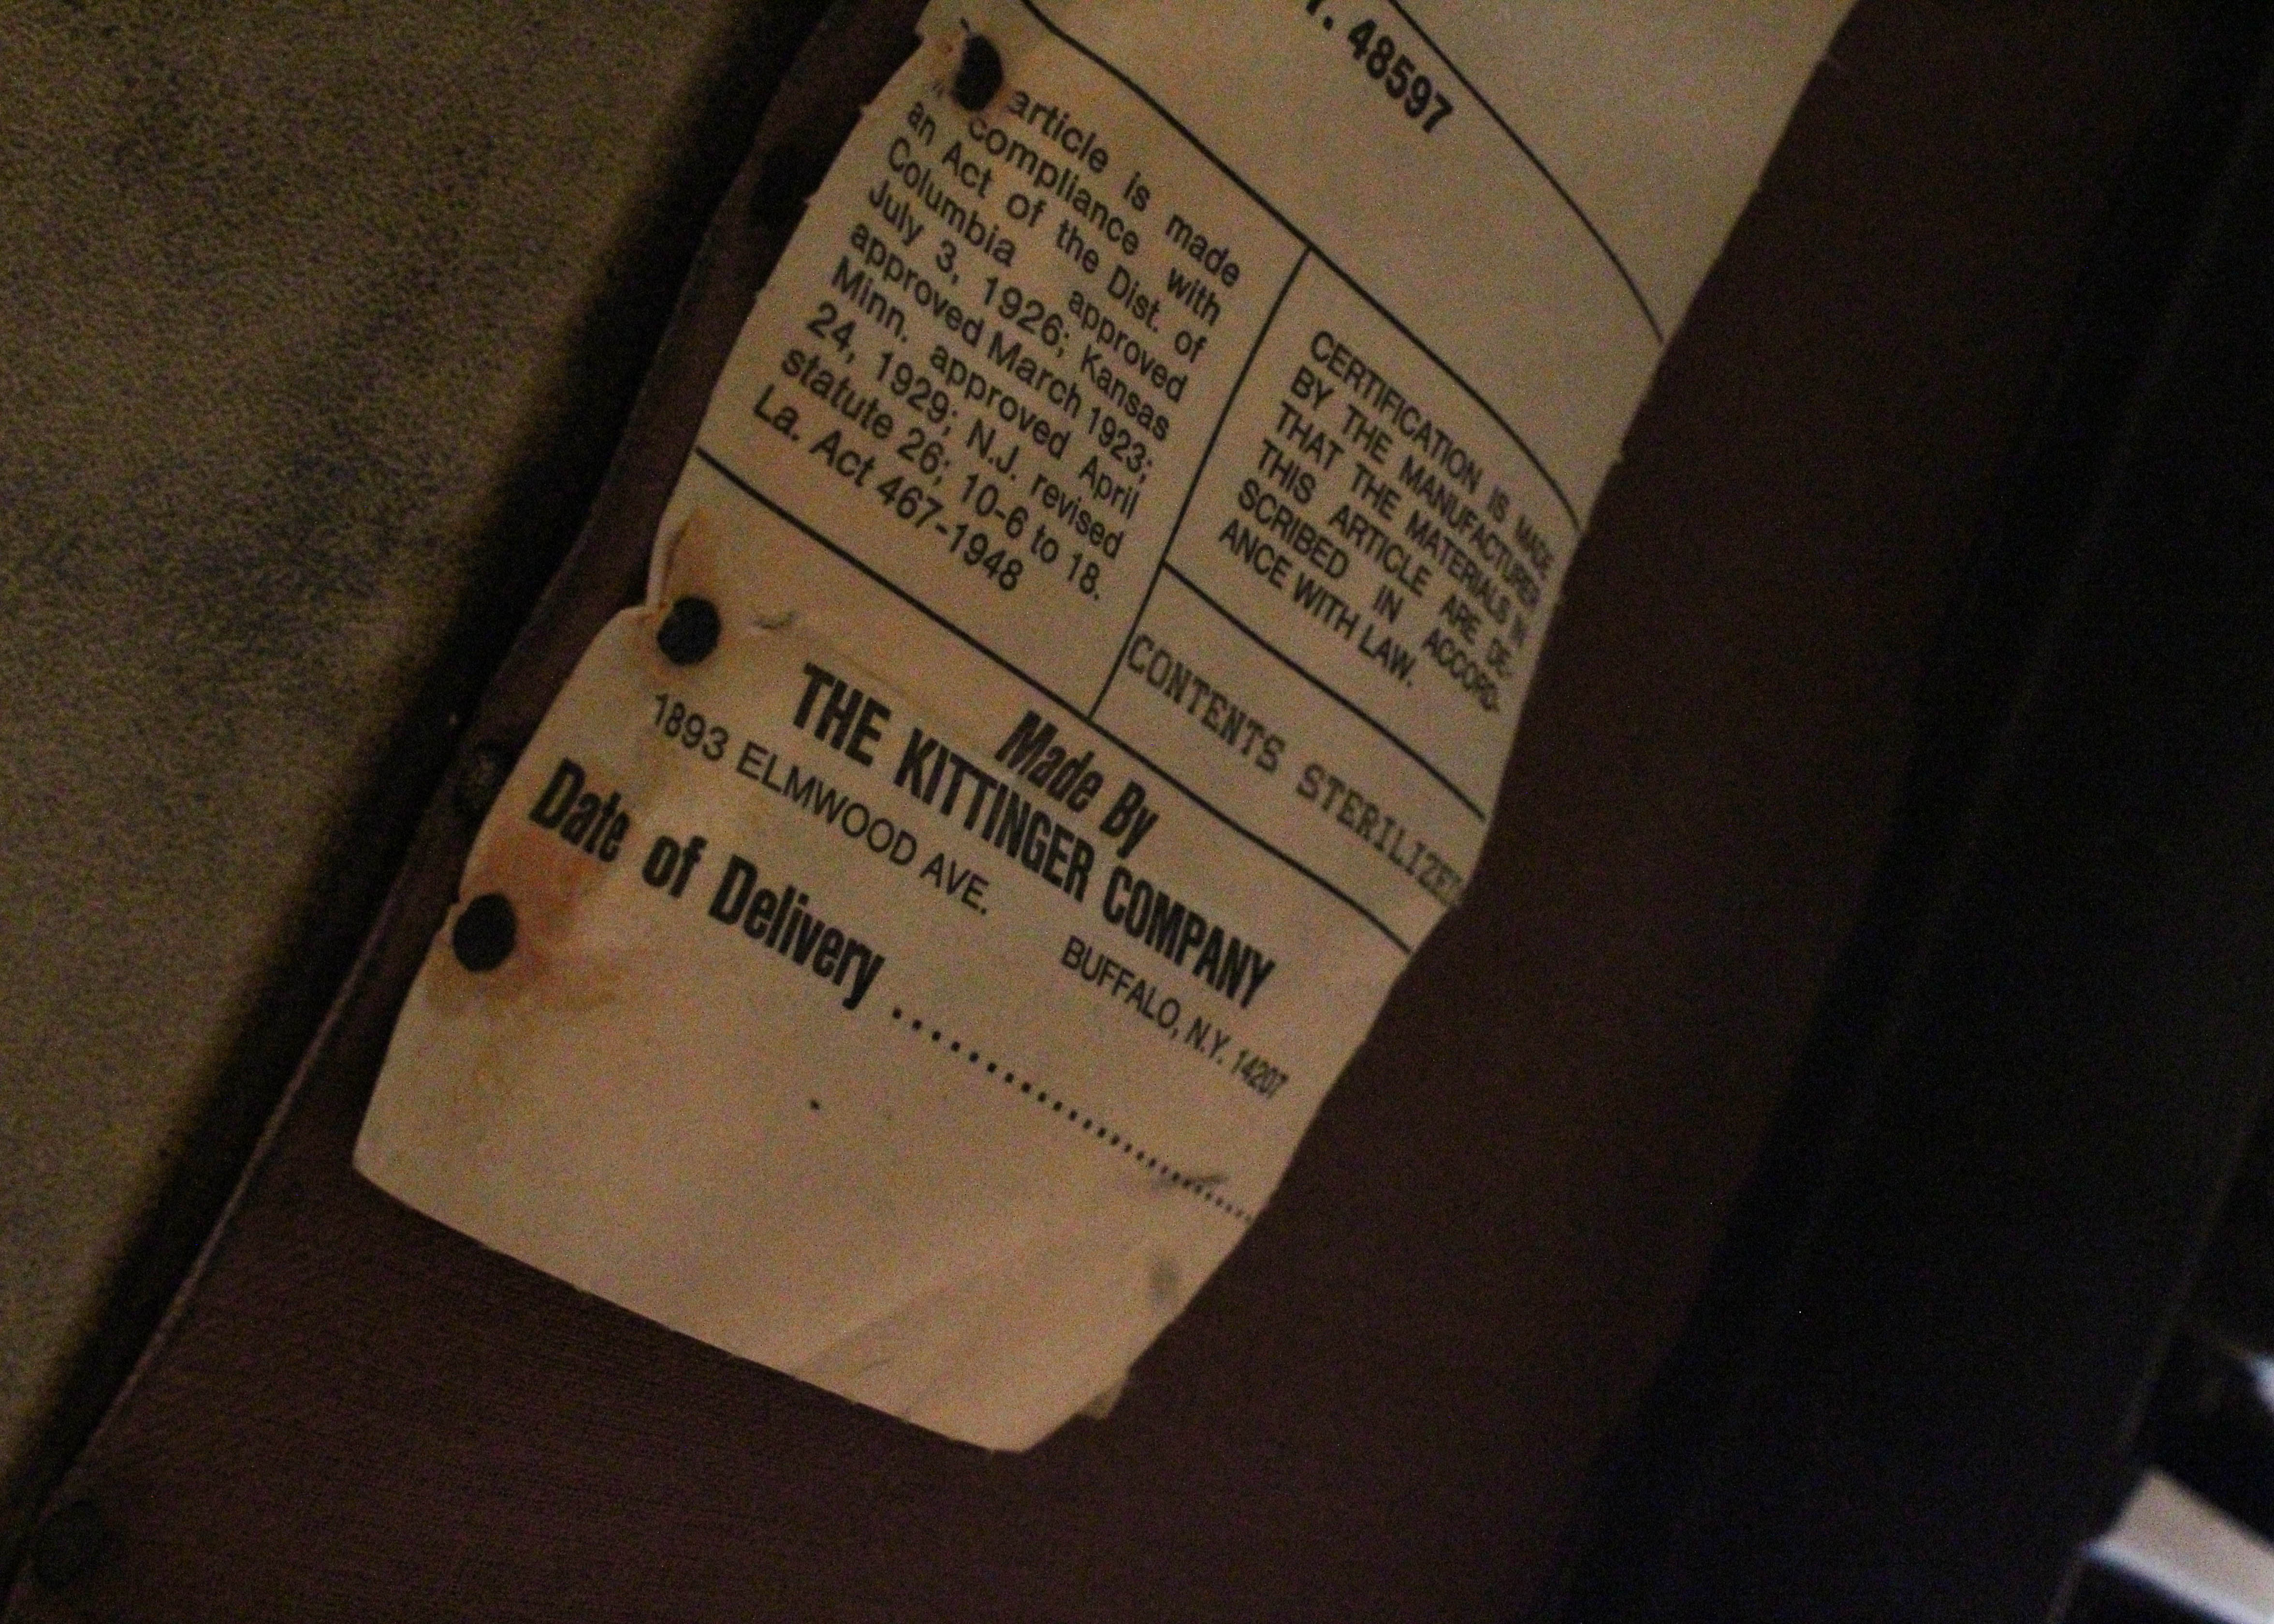 . 48597
article is made
compliance with
an Act of the Dist. of
Columbia approved
July 3, 1926; Kansas
approved March 1923;
Minn. approved April
24, 1929; N.J. revised
statute 26; 10-6 to 18.
La. Act 467-1948
CERTIFICATION IS MADE
BY THE MANUFACTURER
THAT THE MATERIALS IN
THIS ARTICLE ARE DE-
SCRIBED IN ACCORD-
ANCE WITH LAW.
CONTENTS STERILIZED
Made By
THE KITTINGER COMPANY
1893 ELMWOOD AVE. BUFFALO, N.Y. 14207
Date of Delivery ........................................